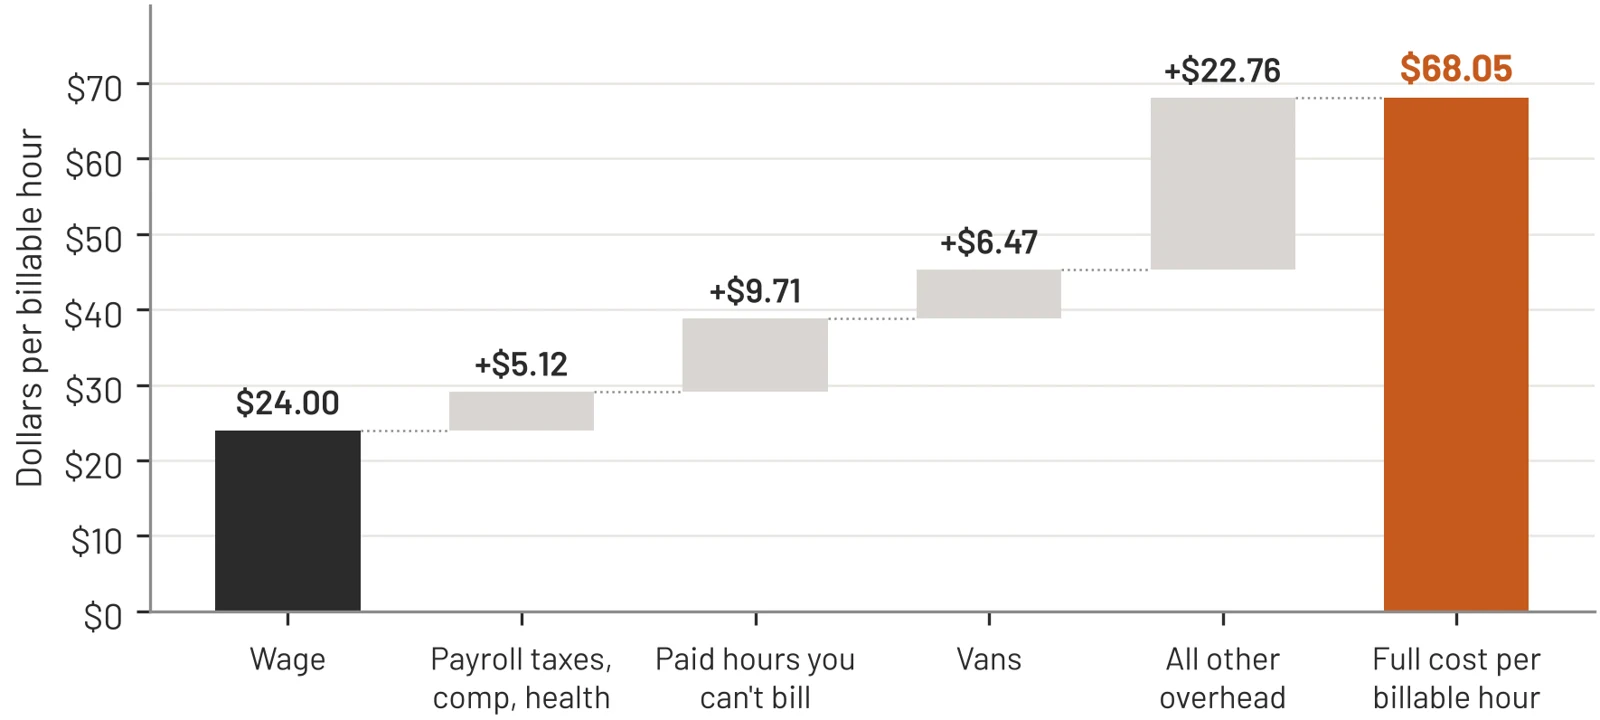 Dollars per billable hour
$70
$60
$50
$40
$30
$20
$10
$0
$24.00
+$5.12
+$9.71
+$6.47
+$22.76
$68.05
Wage
Payroll taxes,
comp, health
Paid hours you
can't bill
Vans
All other
overhead
Full cost per
billable hour